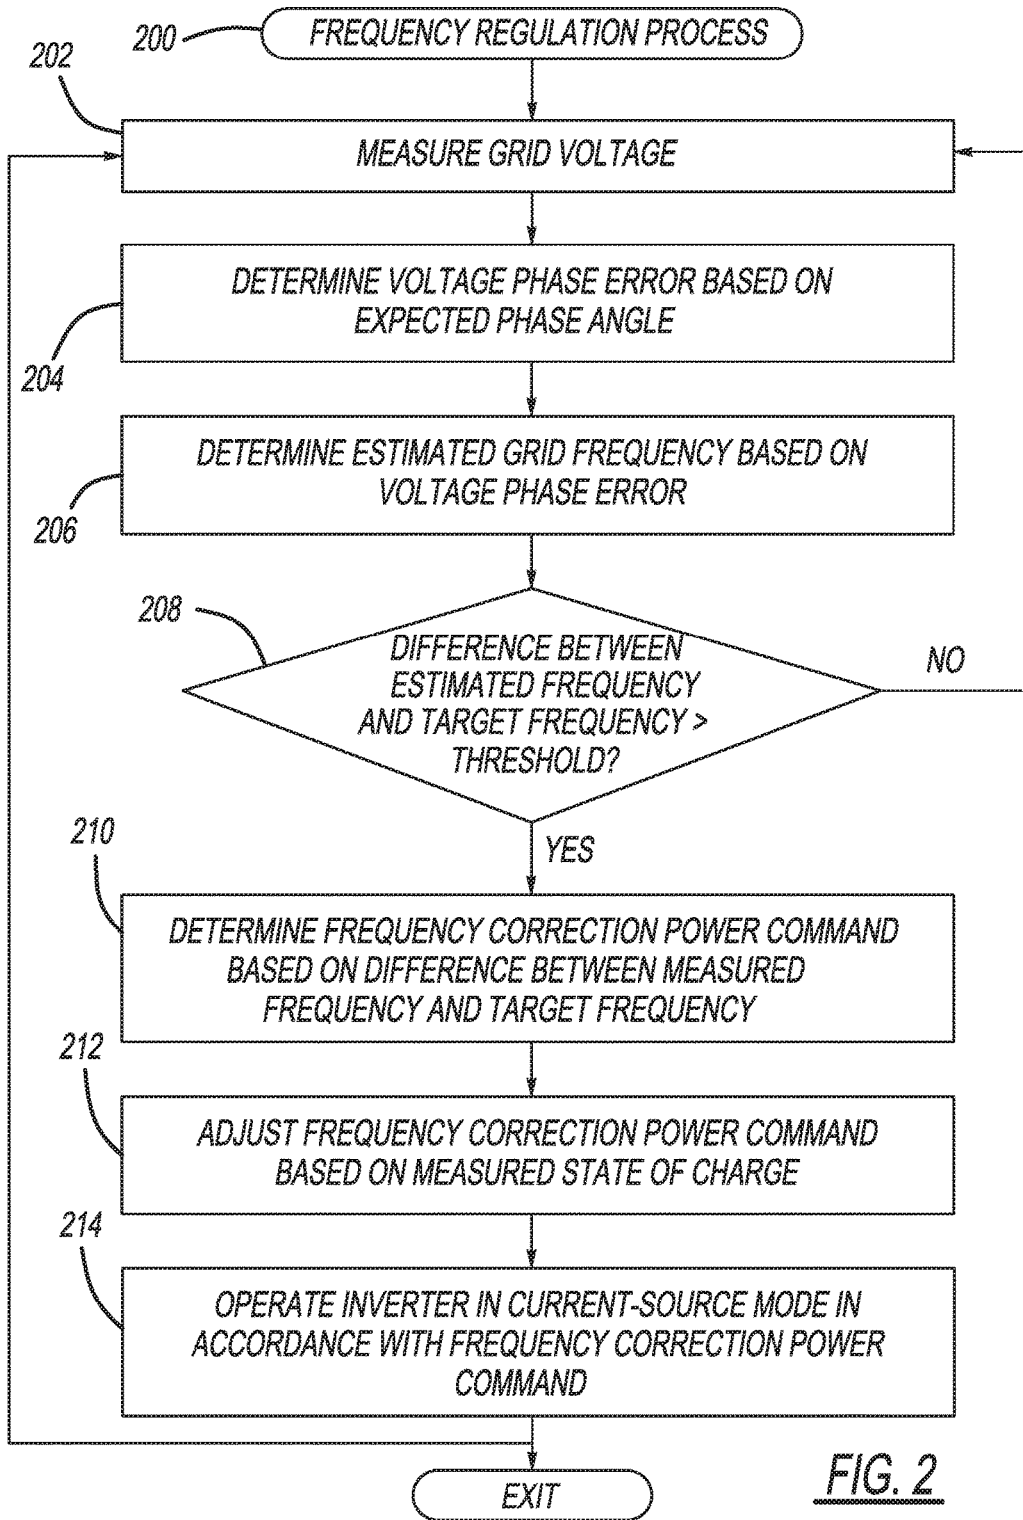 200
FREQUENCY REGULATION PROCESS
202
MEASURE GRID VOLTAGE
DETERMINE VOLTAGE PHASE ERROR BASED ON
EXPECTED PHASE ANGLE
204
DETERMINE ESTIMATED GRID FREQUENCY BASED ON
VOLTAGE PHASE ERROR
206
208
DIFFERENCE BETWEEN
ESTIMATED FREQUENCY
AND TARGET FREQUENCY >
THRESHOLD?
NO
YES
210
DETERMINE FREQUENCY CORRECTION POWER COMMAND
BASED ON DIFFERENCE BETWEEN MEASURED
FREQUENCY AND TARGET FREQUENCY
212
ADJUST FREQUENCY CORRECTION POWER COMMAND
BASED ON MEASURED STATE OF CHARGE
214
OPERATE INVERTER IN CURRENT-SOURCE MODE IN
ACCORDANCE WITH FREQUENCY CORRECTION POWER
COMMAND
EXIT
FIG. 2